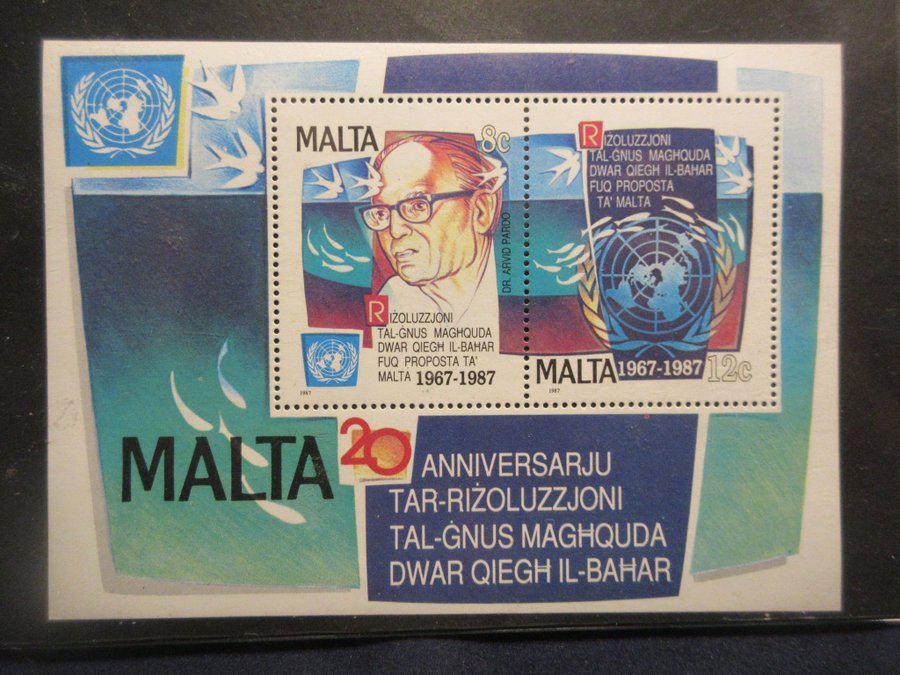 MALTA 8c
DR. ARVID PARDO
RIŻOLUZZJONI
TAL-ĠNUS MAGĦQUDA
DWAR QIEGĦ IL-BAĦAR
FUQ PROPOSTA TA'
MALTA 1967-1987
1987
RIŻOLUZZJONI
TAL-ĠNUS MAGĦQUDA
DWAR QIEGĦ IL-BAĦAR
FUQ PROPOSTA
TA' MALTA
MALTA 1967-1987 12c
1987
MALTA
20
ANNIVERSARJU
TAR-RIŻOLUZZJONI
TAL-ĠNUS MAGĦQUDA
DWAR QIEGĦ IL-BAĦAR